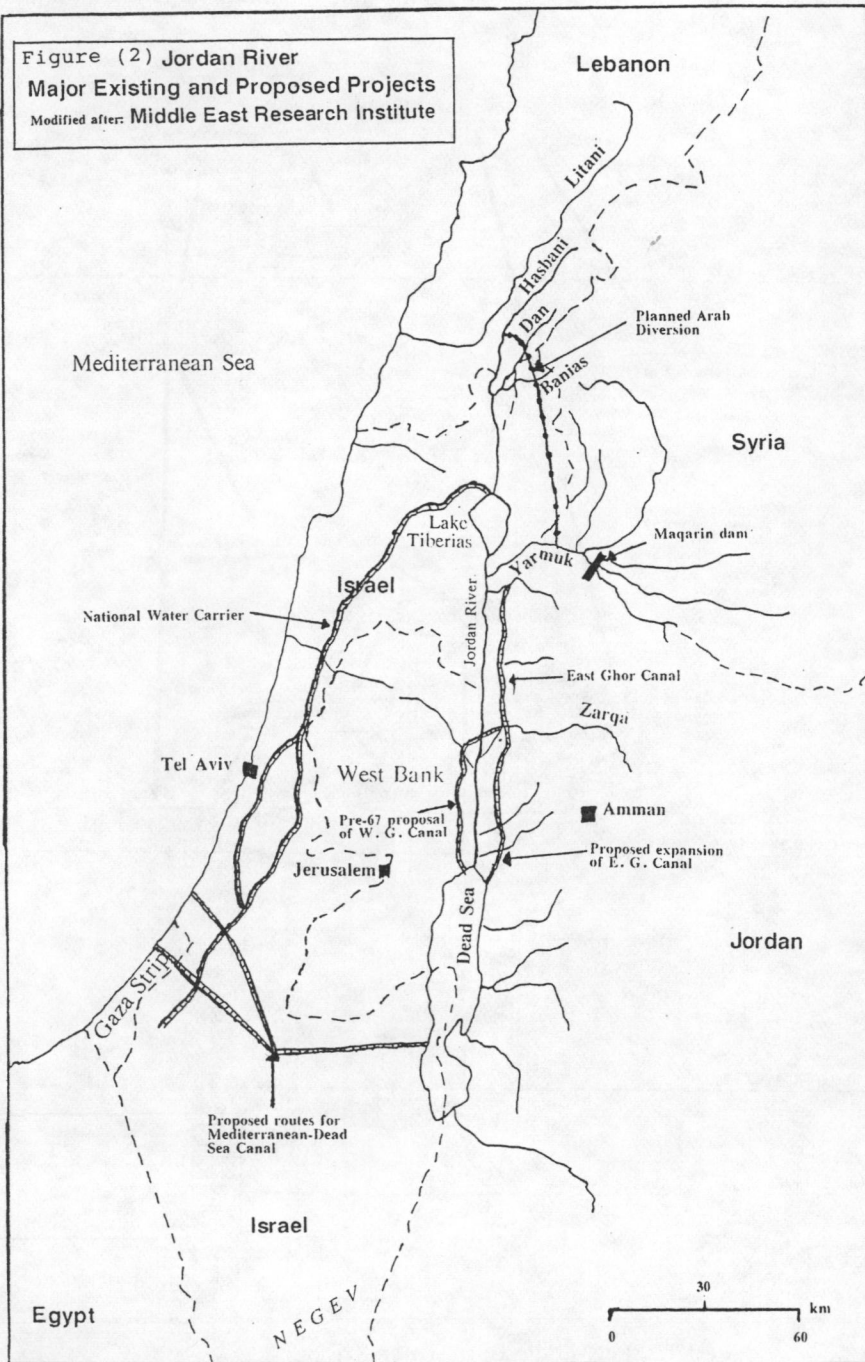 Figure (2) Jordan River
Major Existing and Proposed Projects
Modified after: Middle East Research Institute
Lebanon
Litani
Hasbani
Dan
Planned Arab
Diversion
Banias
Mediterranean Sea
Syria
Lake
Tiberias
Maqarin dam
Yarmuk
Israel
National Water Carrier
Jordan River
East Ghor Canal
Zarqa
Tel Aviv
West Bank
Pre-67 proposal
of W. G. Canal
Amman
Proposed expansion
of E. G. Canal
Jerusalem
Dead Sea
Jordan
Gaza Strip
Proposed routes for
Mediterranean-Dead
Sea Canal
Israel
NEGEV
Egypt
30
km
0
60